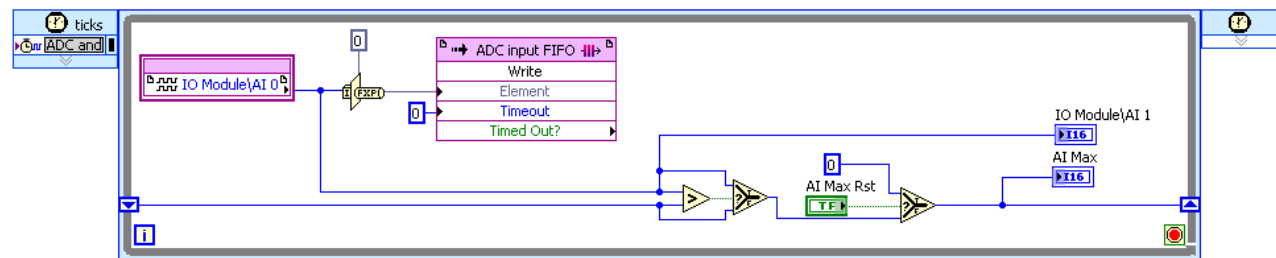 ticks
ADC and
IO Module\AI 0
0
FXP
ADC input FIFO
Write
Element
Timeout
Timed Out?
0
IO Module\AI 1
I16
AI Max
I16
0
AI Max Rst
TF
>
?
?
i